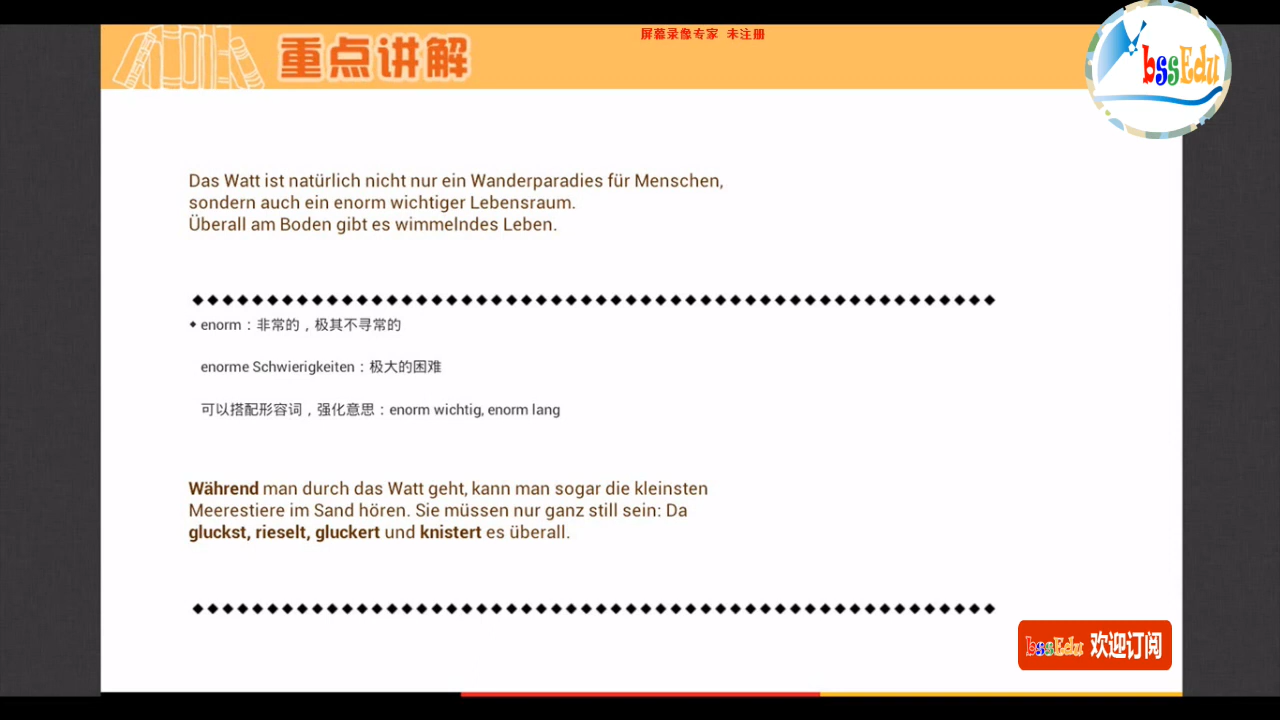 重点讲解
屏幕录像专家 未注册
bssEdu
Das Watt ist natürlich nicht nur ein Wanderparadies für Menschen,
sondern auch ein enorm wichtiger Lebensraum.
Überall am Boden gibt es wimmelndes Leben.
enorm：非常的，极其不寻常的
enorme Schwierigkeiten：极大的困难
可以搭配形容词，强化意思：enorm wichtig, enorm lang
Während man durch das Watt geht, kann man sogar die kleinsten
Meerestiere im Sand hören. Sie müssen nur ganz still sein: Da
gluckst, rieselt, gluckert und knistert es überall.
bssEdu 欢迎订阅